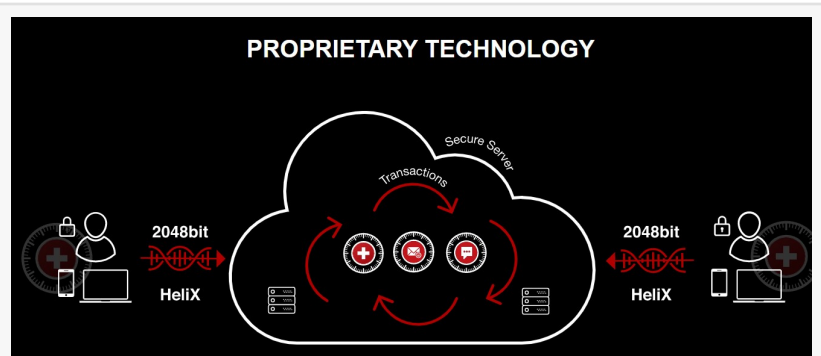 PROPRIETARY TECHNOLOGY
Secure Server
Transactions
2048bit
HeliX
2048bit
HeliX